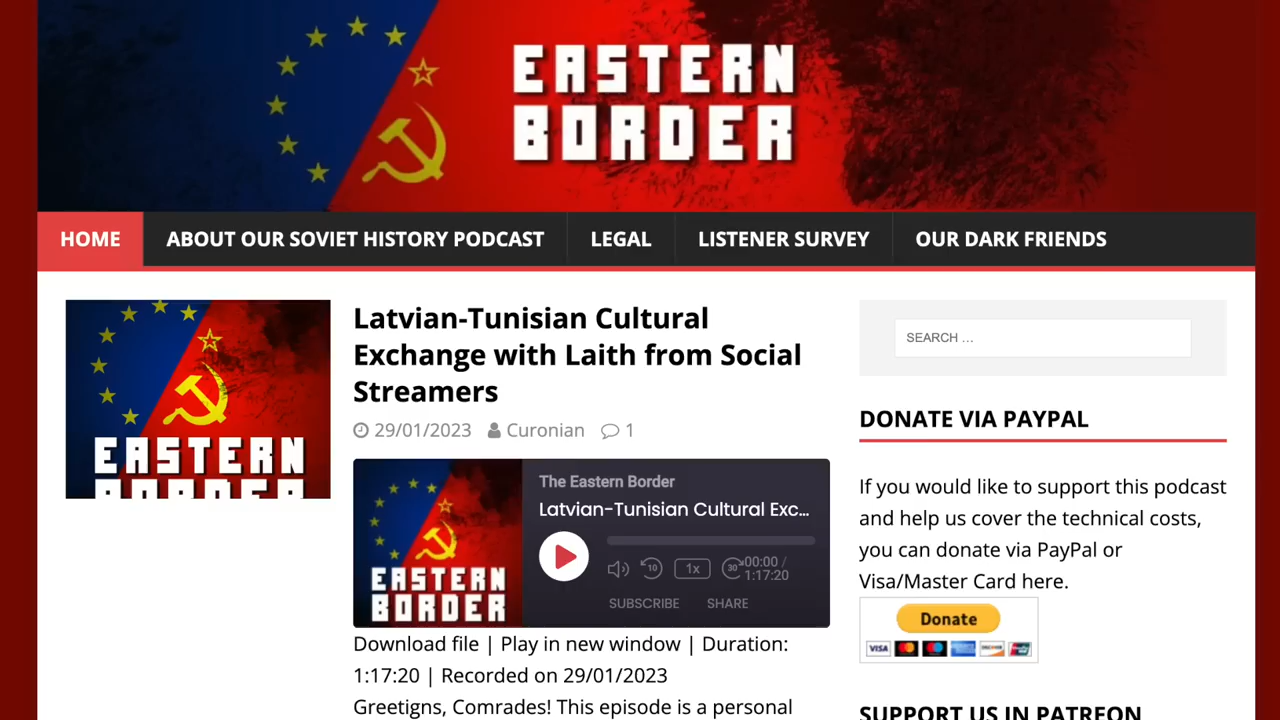 EASTERN
BORDER
HOME
ABOUT OUR SOVIET HISTORY PODCAST
LEGAL
LISTENER SURVEY
OUR DARK FRIENDS
EASTERN
BORDER
Latvian-Tunisian Cultural
Exchange with Laith from Social
Streamers
29/01/2023 Curonian 1
EASTERN
BORDER
The Eastern Border
Latvian-Tunisian Cultural Exc...
10 1x 30 00:00 /
1:17:20
SUBSCRIBE SHARE
Download file | Play in new window | Duration:
1:17:20 | Recorded on 29/01/2023
Greetigns, Comrades! This episode is a personal
SEARCH …
DONATE VIA PAYPAL
If you would like to support this podcast
and help us cover the technical costs,
you can donate via PayPal or
Visa/Master Card here.
Donate
VISA
SUPPORT US IN PATREON